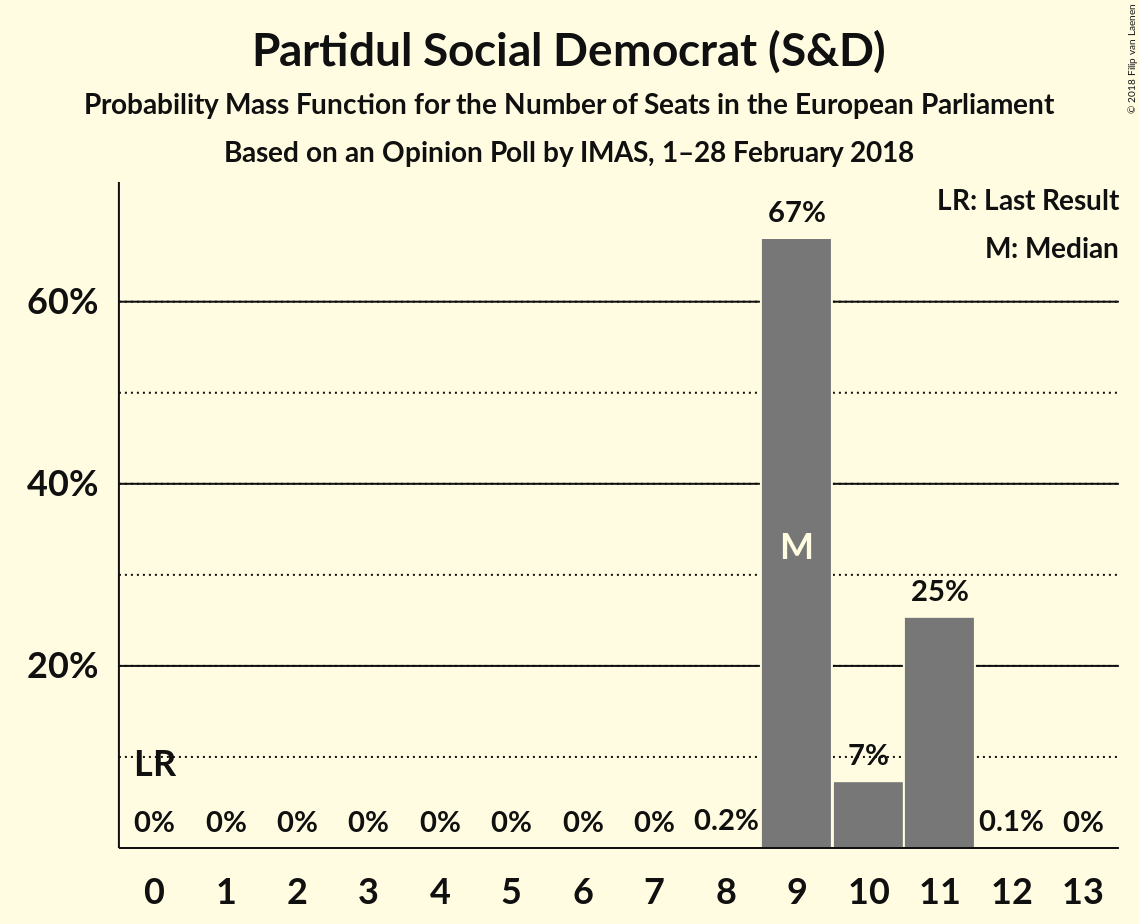 Partidul Social Democrat (S&D)
Probability Mass Function for the Number of Seats in the European Parliament
Based on an Opinion Poll by IMAS, 1–28 February 2018
© 2018 Filip van Laenen
LR: Last Result
M: Median
67%
60%
40%
M
25%
20%
LR
7%
0% 0% 0% 0% 0% 0% 0% 0% 0.2% 0.1% 0%
0 1 2 3 4 5 6 7 8 9 10 11 12 13